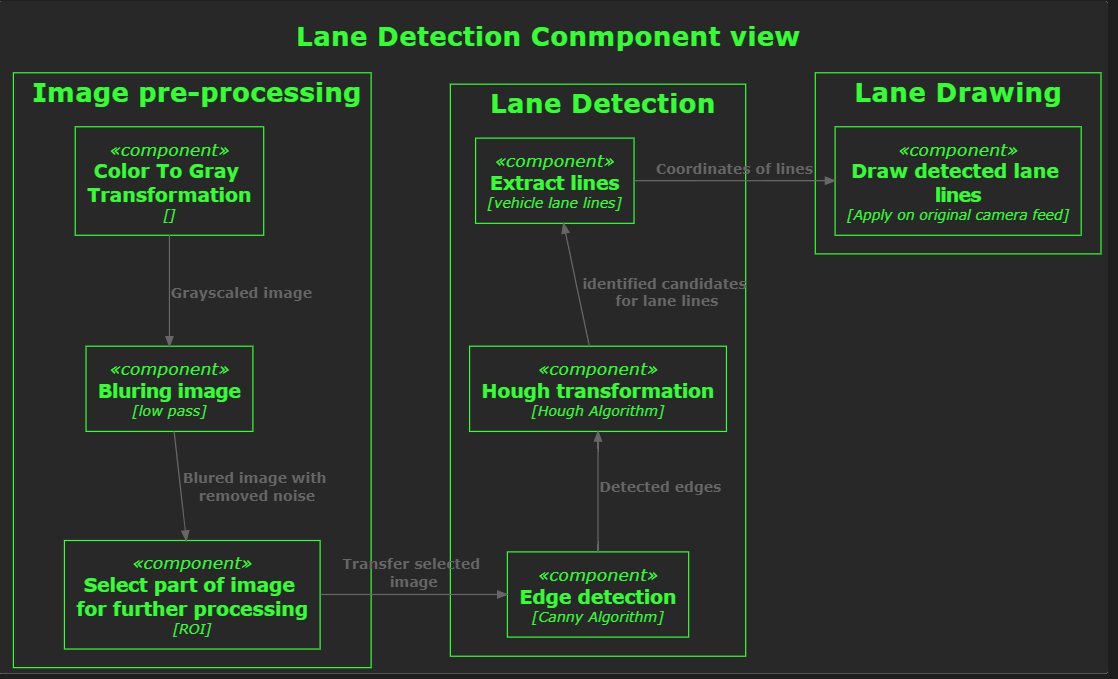 Lane Detection Conmponent view
Image pre-processing
«component»
Color To Gray
Transformation
[]
Grayscaled image
«component»
Bluring image
[low pass]
Blured image with
removed noise
«component»
Select part of image
for further processing
[ROI]
Transfer selected
image
Lane Detection
«component»
Extract lines
[vehicle lane lines]
identified candidates
for lane lines
«component»
Hough transformation
[Hough Algorithm]
Detected edges
«component»
Edge detection
[Canny Algorithm]
Coordinates of lines
Lane Drawing
«component»
Draw detected lane
lines
[Apply on original camera feed]